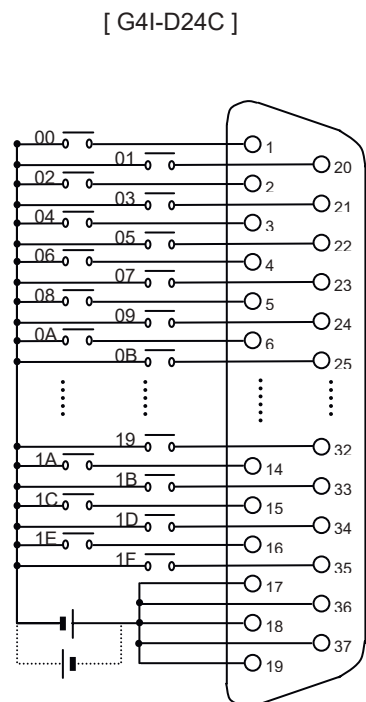 [ G4I-D24C ]
00 1
01 20
02 2
03 21
04 3
05 22
06 4
07 23
08 5
09 24
0A 6
0B 25
19 32
1A 14
1B 33
1C 15
1D 34
1E 16
1F 35
17
36
18
37
19